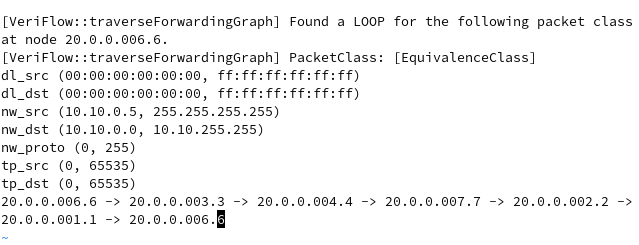 [VeriFlow::traverseForwardingGraph] Found a LOOP for the following packet class
at node 20.0.0.006.6.
[VeriFlow::traverseForwardingGraph] PacketClass: [EquivalenceClass]
dl_src (00:00:00:00:00:00, ff:ff:ff:ff:ff:ff)
dl_dst (00:00:00:00:00:00, ff:ff:ff:ff:ff:ff)
nw_src (10.10.0.5, 255.255.255.255)
nw_dst (10.10.0.0, 10.10.255.255)
nw_proto (0, 255)
tp_src (0, 65535)
tp_dst (0, 65535)
20.0.0.006.6 -> 20.0.0.003.3 -> 20.0.0.004.4 -> 20.0.0.007.7 -> 20.0.0.002.2 ->
20.0.0.001.1 -> 20.0.0.006.6
~